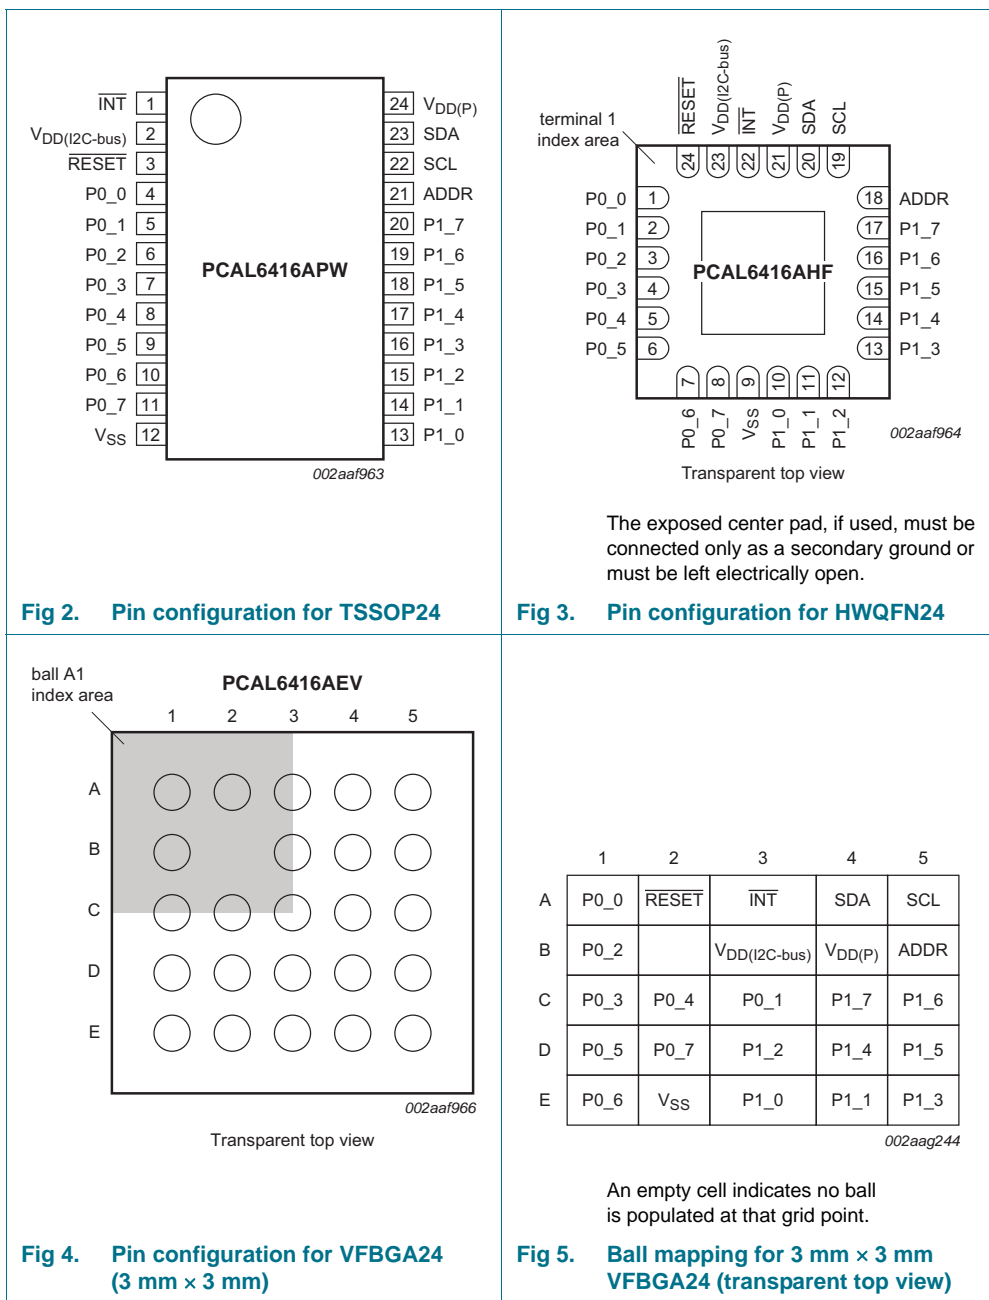 INT 1
VDD(I2C-bus) 2
RESET 3
P0_0 4
P0_1 5
P0_2 6
P0_3 7
P0_4 8
P0_5 9
P0_6 10
P0_7 11
VSS 12
PCAL6416APW
24 VDD(P)
23 SDA
22 SCL
21 ADDR
20 P1_7
19 P1_6
18 P1_5
17 P1_4
16 P1_3
15 P1_2
14 P1_1
13 P1_0
002aaf963
Fig 2. Pin configuration for TSSOP24
terminal 1
index area
RESET
VDD(I2C-bus)
INT
VDD(P)
SDA
SCL
24 23 22 21 20 19
P0_0 1
P0_1 2
P0_2 3
P0_3 4
P0_4 5
P0_5 6
PCAL6416AHF
18 ADDR
17 P1_7
16 P1_6
15 P1_5
14 P1_4
13 P1_3
7 8 9 10 11 12
P0_6
P0_7
VSS
P1_0
P1_1
P1_2
002aaf964
Transparent top view
The exposed center pad, if used, must be
connected only as a secondary ground or
must be left electrically open.
Fig 3. Pin configuration for HWQFN24
ball A1
index area
PCAL6416AEV
1 2 3 4 5
A
B
C
D
E
002aaf966
Transparent top view
Fig 4. Pin configuration for VFBGA24
(3 mm × 3 mm)
1 2 3 4 5
A P0_0 RESET INT SDA SCL
B P0_2 VDD(I2C-bus) VDD(P) ADDR
C P0_3 P0_4 P0_1 P1_7 P1_6
D P0_5 P0_7 P1_2 P1_4 P1_5
E P0_6 VSS P1_0 P1_1 P1_3
002aag244
An empty cell indicates no ball
is populated at that grid point.
Fig 5. Ball mapping for 3 mm × 3 mm
VFBGA24 (transparent top view)